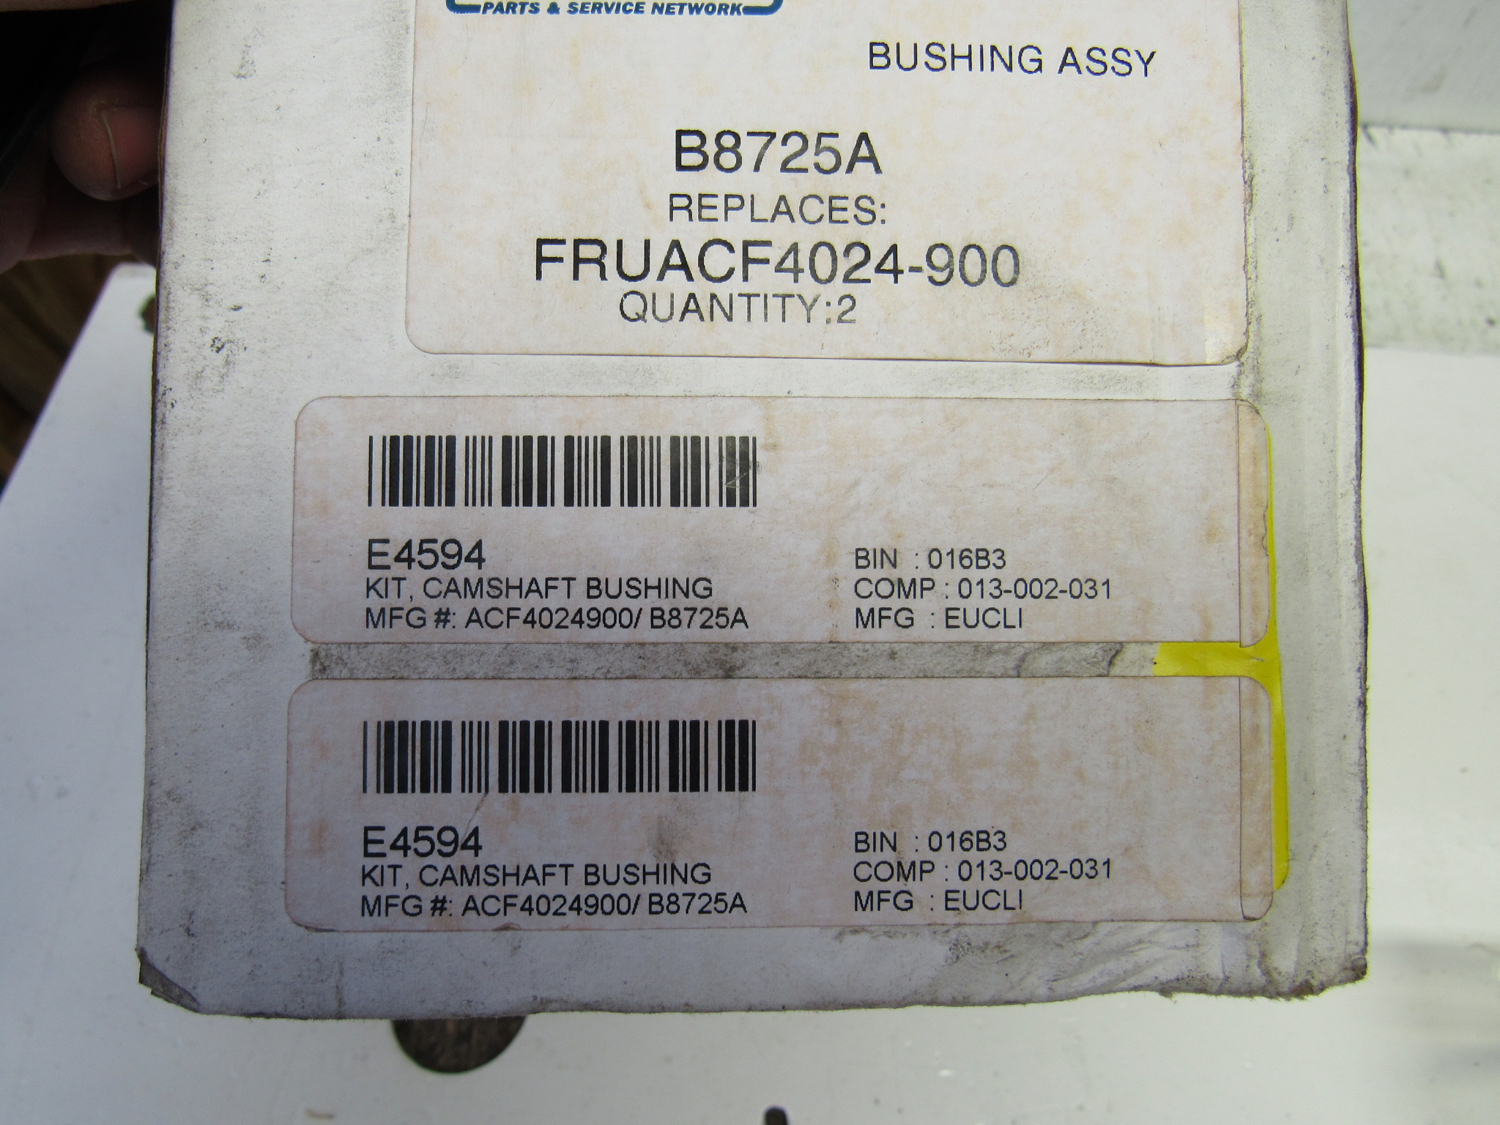 PARTS & SERVICE NETWORK
BUSHING ASSY
B8725A
REPLACES:
FRUACF4024-900
QUANTITY:2
E4594
KIT, CAMSHAFT BUSHING
MFG #: ACF4024900/ B8725A
BIN : 016B3
COMP : 013-002-031
MFG : EUCLI
E4594
KIT, CAMSHAFT BUSHING
MFG #: ACF4024900/ B8725A
BIN : 016B3
COMP : 013-002-031
MFG : EUCLI